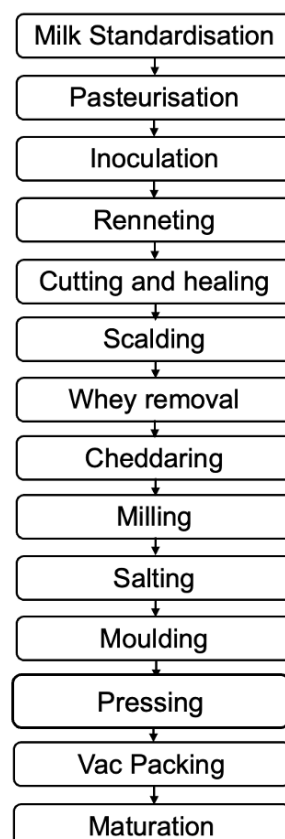 Milk Standardisation
Pasteurisation
Inoculation
Renneting
Cutting and healing
Scalding
Whey removal
Cheddaring
Milling
Salting
Moulding
Pressing
Vac Packing
Maturation